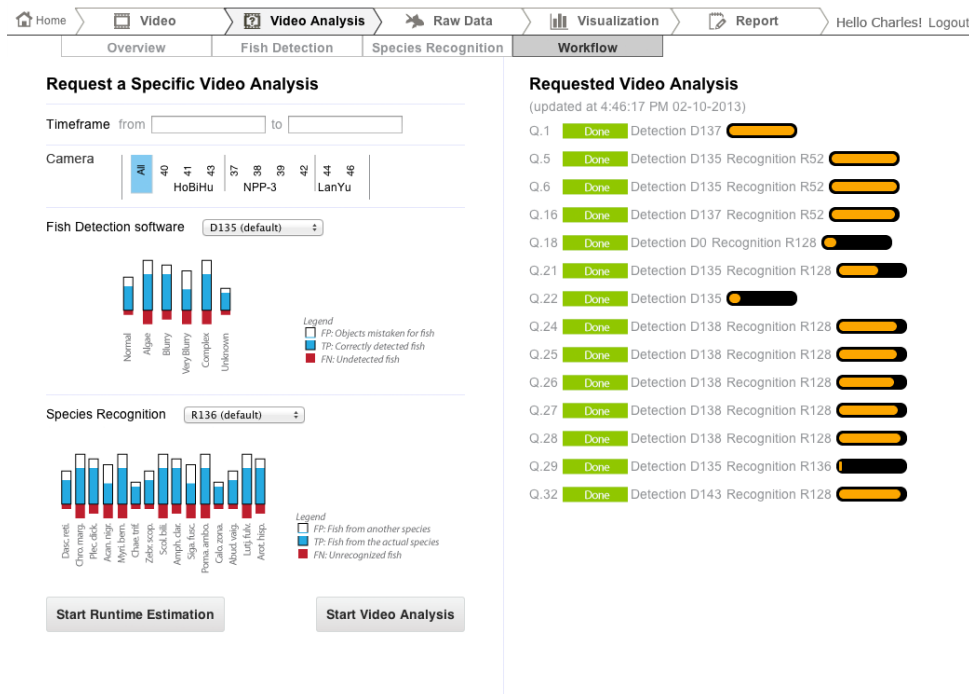 Home Video Video Analysis Raw Data Visualization Report Hello Charles! Logout
Overview Fish Detection Species Recognition Workflow
Request a Specific Video Analysis
Timeframe from to
Camera
All 40 41 43 37 38 39 42 44 46
HoBiHu NPP-3 LanYu
Fish Detection software D135 (default)
Normal Algae Blurry Very Blurry Complex Unknown
Legend
FP: Objects mistaken for fish
TP: Correctly detected fish
FN: Undetected fish
Species Recognition R136 (default)
Dasc. reti. Chro. marg. Plec. dick. Acan. nigr. Myri. bern. Chae. trif. Zebr. scop. Scol. bili. Amph. clar. Siga. fusc. Poma. ambo. Calo. zona. Abud. vaig. Lutj. fulv. Arot. hisp.
Legend
FP: Fish from another species
TP: Fish from the actual species
FN: Unrecognized fish
Start Runtime Estimation Start Video Analysis
Requested Video Analysis
(updated at 4:46:17 PM 02-10-2013)
Q.1 Done Detection D137
Q.5 Done Detection D135 Recognition R52
Q.6 Done Detection D135 Recognition R52
Q.16 Done Detection D137 Recognition R52
Q.18 Done Detection D0 Recognition R128
Q.21 Done Detection D135 Recognition R128
Q.22 Done Detection D135
Q.24 Done Detection D138 Recognition R128
Q.25 Done Detection D138 Recognition R128
Q.26 Done Detection D138 Recognition R128
Q.27 Done Detection D138 Recognition R128
Q.28 Done Detection D138 Recognition R128
Q.29 Done Detection D135 Recognition R136
Q.32 Done Detection D143 Recognition R128